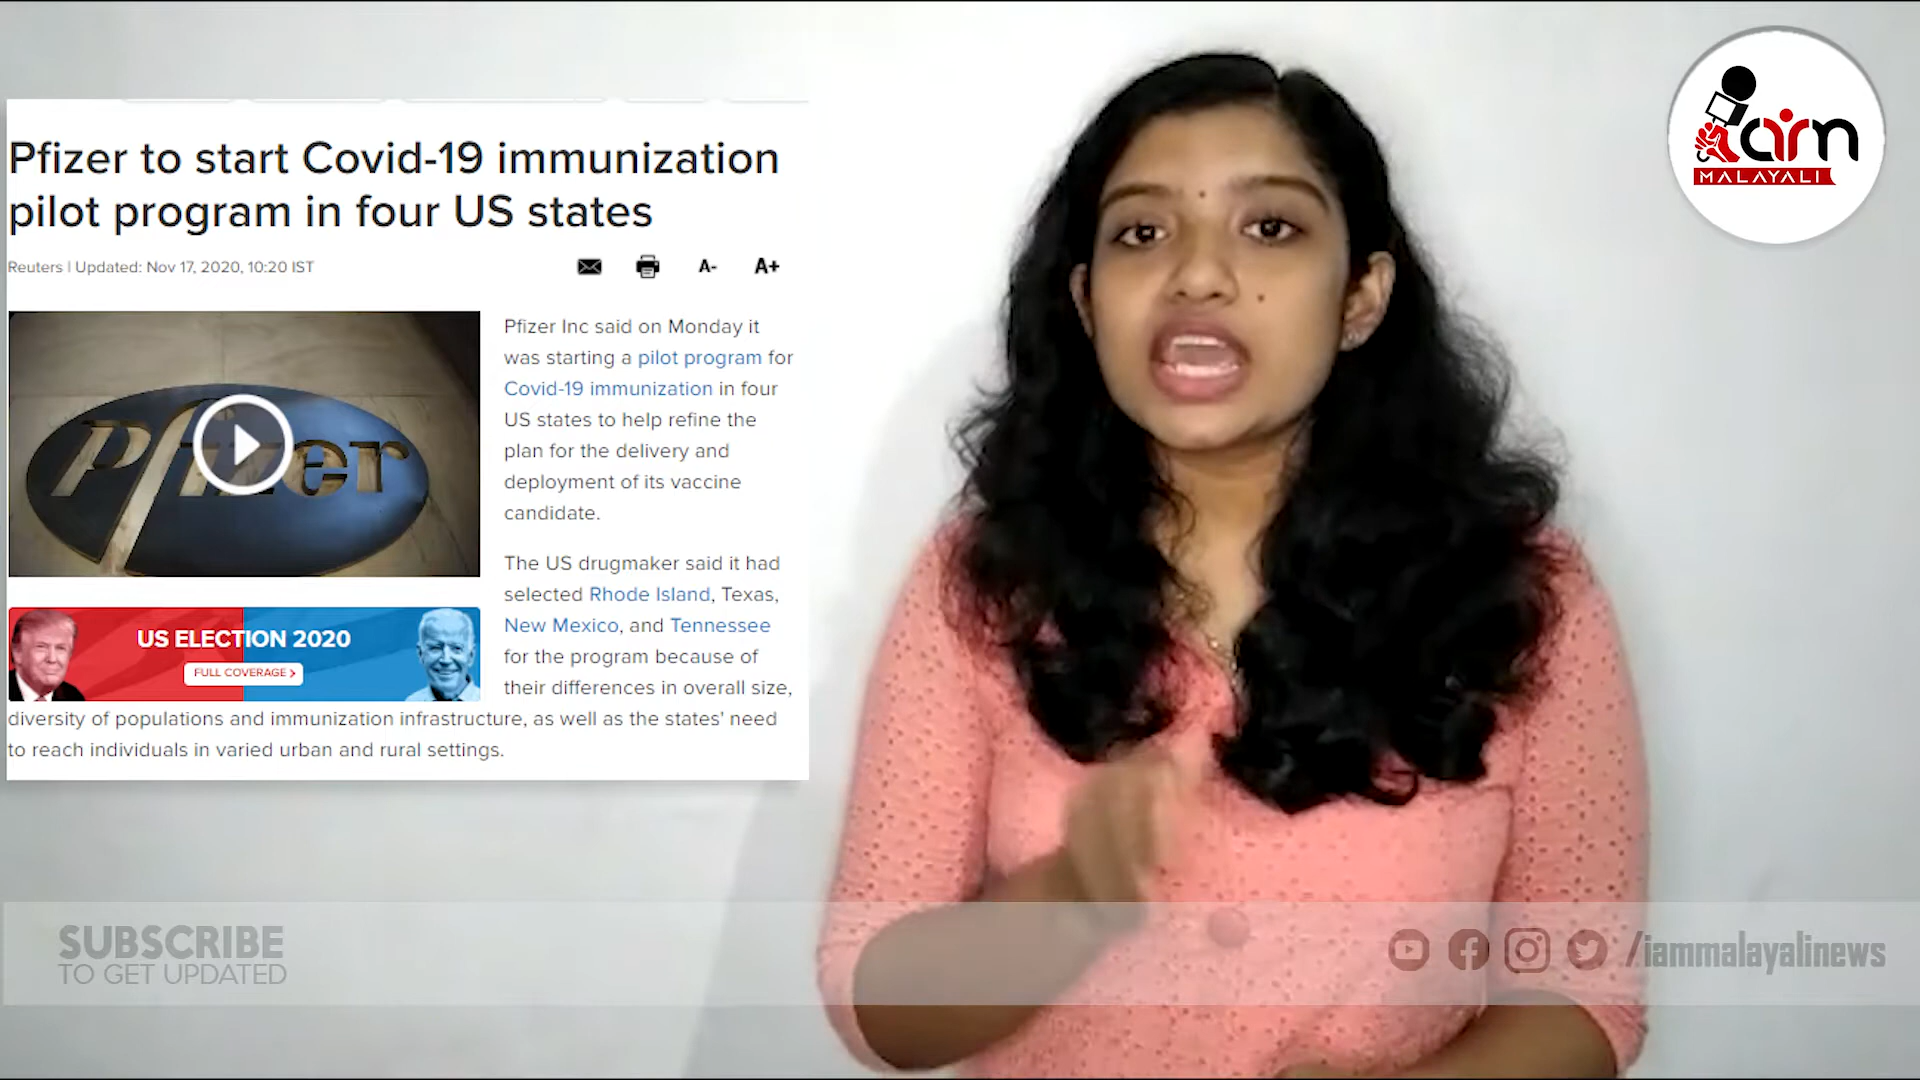 Pfizer to start Covid-19 immunization
pilot program in four US states
Reuters | Updated: Nov 17, 2020, 10:20 IST
A- A+
Pfizer
Pfizer Inc said on Monday it
was starting a pilot program for
Covid-19 immunization in four
US states to help refine the
plan for the delivery and
deployment of its vaccine
candidate.
The US drugmaker said it had
selected Rhode Island, Texas,
New Mexico, and Tennessee
for the program because of
their differences in overall size,
diversity of populations and immunization infrastructure, as well as the states' need
to reach individuals in varied urban and rural settings.
US ELECTION 2020
FULL COVERAGE >
iam
MALAYALI
SUBSCRIBE
TO GET UPDATED
/iammalayalinews